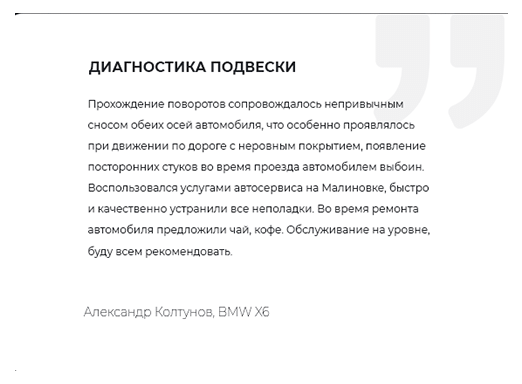 ДИАГНОСТИКА ПОДВЕСКИ
Прохождение поворотов сопровождалось непривычным
сносом обеих осей автомобиля, что особенно проявлялось
при движении по дороге с неровным покрытием, появление
посторонних стуков во время проезда автомобилем выбоин.
Воспользовался услугами автосервиса на Малиновке, быстро
и качественно устранили все неполадки. Во время ремонта
автомобиля предложили чай, кофе. Обслуживание на уровне,
буду всем рекомендовать.
Александр Колтунов, BMW X6